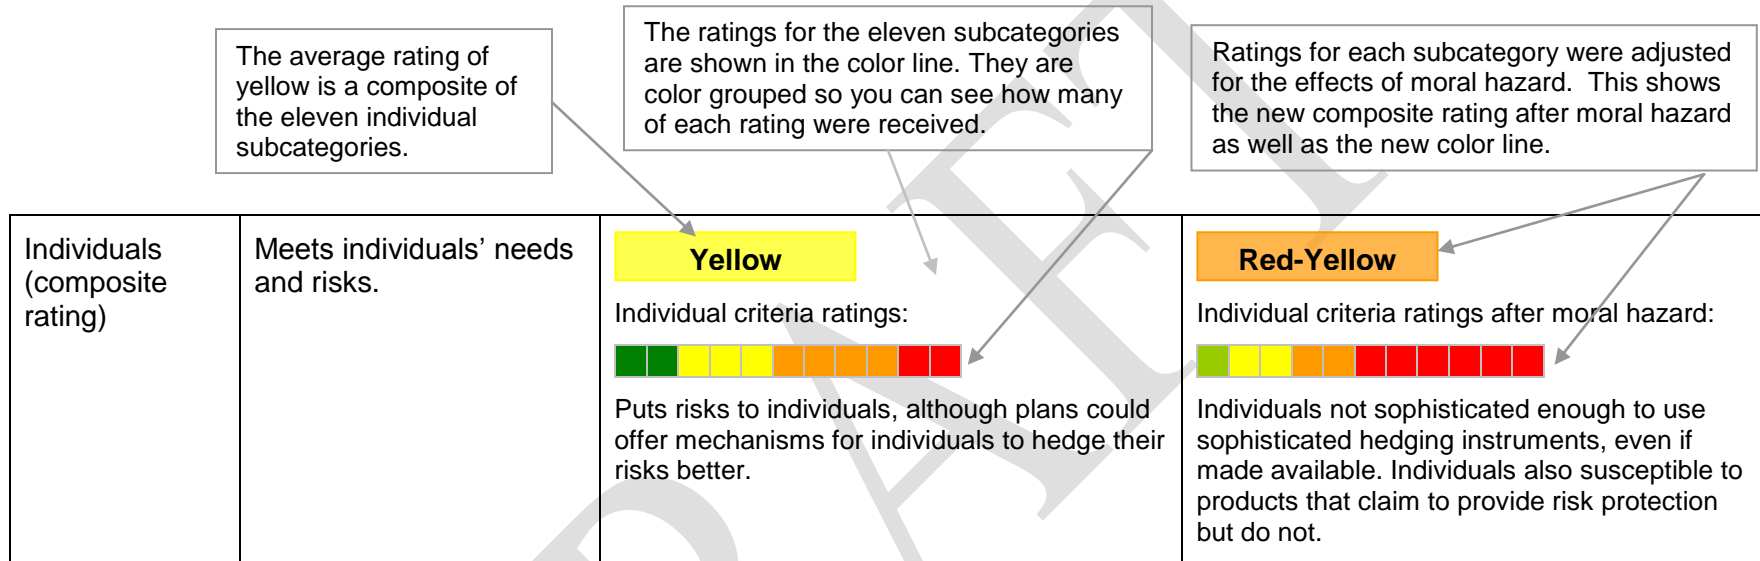 The average rating of
yellow is a composite of
the eleven individual
subcategories.
The ratings for the eleven subcategories
are shown in the color line. They are
color grouped so you can see how many
of each rating were received.
Ratings for each subcategory were adjusted
for the effects of moral hazard.  This shows
the new composite rating after moral hazard
as well as the new color line.
Individuals
(composite
rating)
Meets individuals’ needs
and risks.
Yellow
Individual criteria ratings:
Puts risks to individuals, although plans could
offer mechanisms for individuals to hedge their
risks better.
Red-Yellow
Individual criteria ratings after moral hazard:
Individuals not sophisticated enough to use
sophisticated hedging instruments, even if
made available. Individuals also susceptible to
products that claim to provide risk protection
but do not.
DRAFT